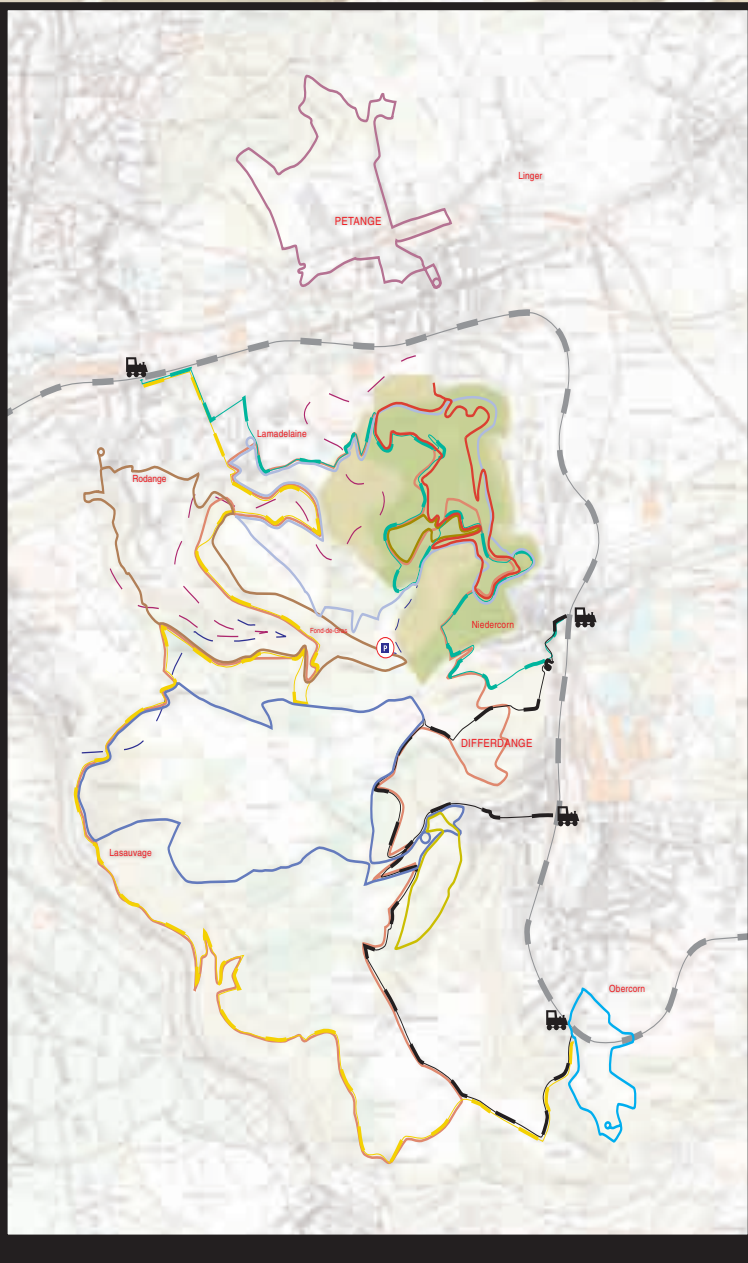 Linger
PETANGE
Lamadelaine
Rodange
Fond-de-Gras
Niedercorn
P
DIFFERDANGE
Lasauvage
Obercorn